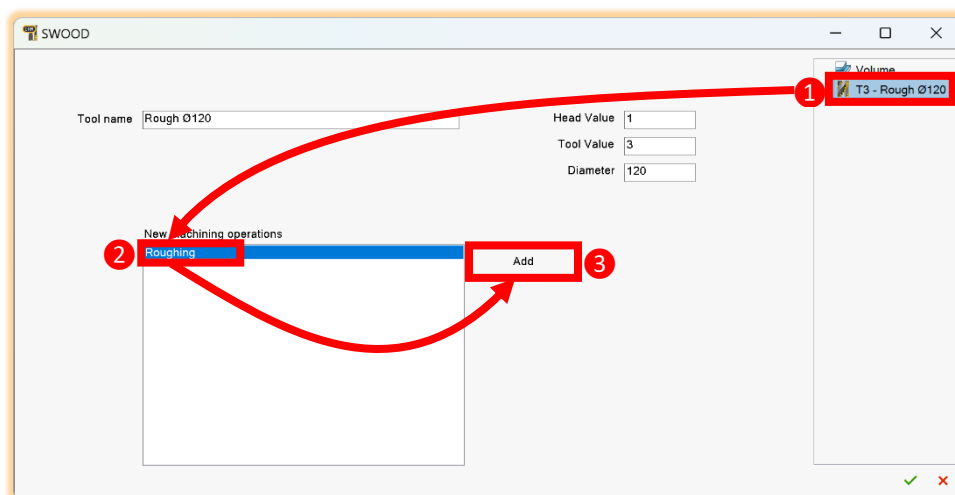 SWOOD
Volume
1
T3 - Rough Ø120
Tool name Rough Ø120
Head Value 1
Tool Value 3
Diameter 120
New machining operations
2
Roughing
Add
3